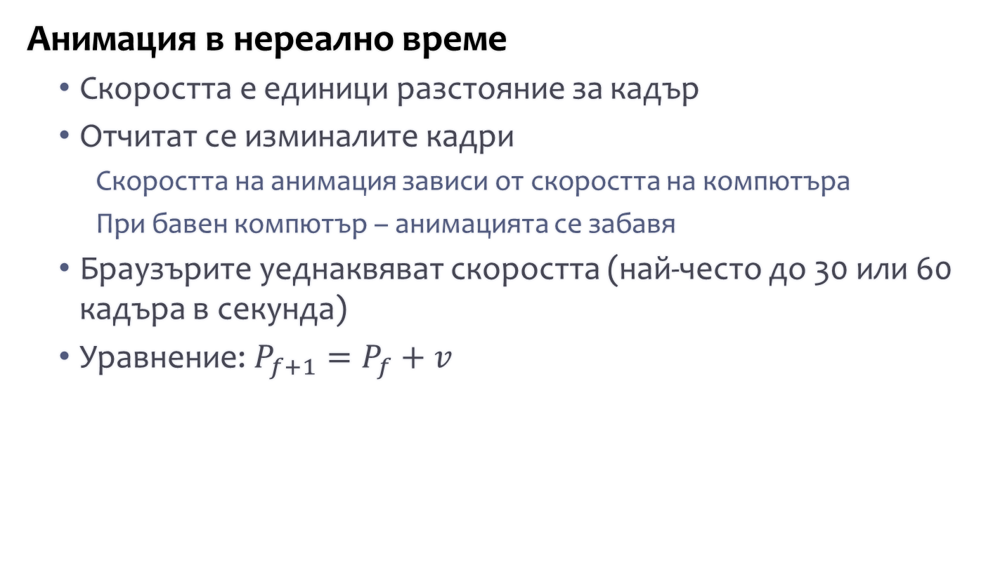 Анимация в нереално време
• Скоростта е единици разстояние за кадър
• Отчитат се изминалите кадри
Скоростта на анимация зависи от скоростта на компютъра
При бавен компютър – анимацията се забавя
• Браузърите уеднаквяват скоростта (най-често до 30 или 60
кадъра в секунда)
• Уравнение: $P_{f+1} = P_f + v$